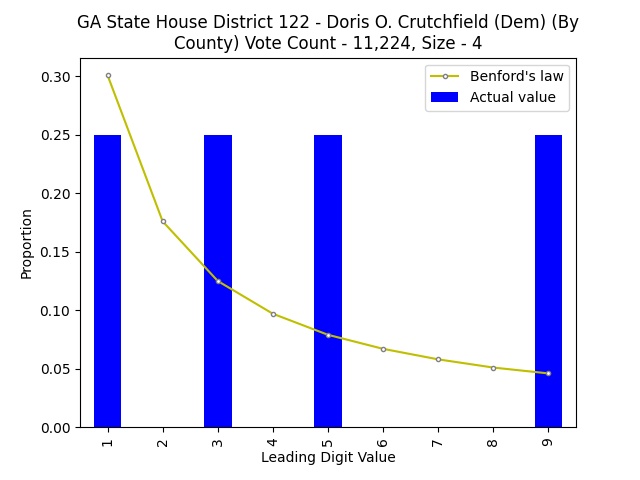 GA State House District 122 - Doris O. Crutchfield (Dem) (By
County) Vote Count - 11,224, Size - 4
Benford's law
Actual value
0.30
0.25
0.20
0.15
0.10
0.05
0.00
Proportion
1 2 3 4 5 6 7 8 9
Leading Digit Value